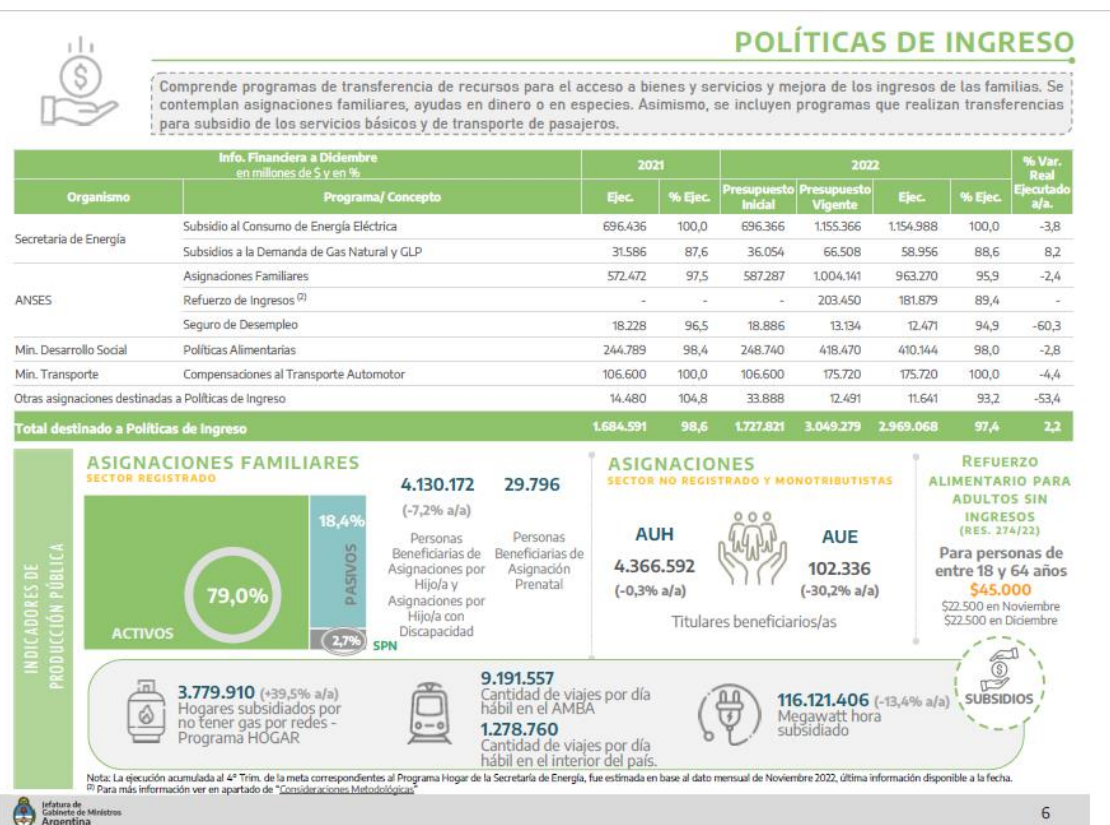 POLÍTICAS DE INGRESO
Comprende programas de transferencia de recursos para el acceso a bienes y servicios y mejora de los ingresos de las familias. Se
contemplan asignaciones familiares, ayudas en dinero o en especies. Asimismo, se incluyen programas que realizan transferencias
para subsidio de los servicios básicos y de transporte de pasajeros.
Info. Financiera a Diciembre
en millones de $ y en %
2021 2022 % Var. Real Ejecutado a/a.
Organismo Programa/ Concepto Ejec. % Ejec. Presupuesto Inicial Presupuesto Vigente Ejec. % Ejec.
Secretaria de Energía
Subsidio al Consumo de Energía Eléctrica 696.436 100,0 696.366 1.155.366 1.154.988 100,0 -3,8
Subsidios a la Demanda de Gas Natural y GLP 31.586 87,6 36.054 66.508 58.956 88,6 8,2
ANSES
Asignaciones Familiares 572.472 97,5 587.287 1.004.141 963.270 95,9 -2,4
Refuerzo de Ingresos (2) - - - 203.450 181.879 89,4 -
Seguro de Desempleo 18.228 96,5 18.886 13.134 12.471 94,9 -60,3
Min. Desarrollo Social Políticas Alimentarias 244.789 98,4 248.740 418.470 410.144 98,0 -2,8
Min. Transporte Compensaciones al Transporte Automotor 106.600 100,0 106.600 175.720 175.720 100,0 -4,4
Otras asignaciones destinadas a Políticas de Ingreso 14.480 104,8 33.888 12.491 11.641 93,2 -53,4
Total destinado a Políticas de Ingreso 1.684.591 98,6 1.727.821 3.049.279 2.969.068 97,4 2,2
INDICADORES DE
PRODUCCIÓN PÚBLICA
ASIGNACIONES FAMILIARES
SECTOR REGISTRADO
79,0%
ACTIVOS
18,4%
PASIVOS
2,7%
SPN
4.130.172
(-7,2% a/a)
Personas
Beneficiarias de
Asignaciones por
Hijo/a y
Asignaciones por
Hijo/a con
Discapacidad
29.796
Personas
Beneficiarias de
Asignación
Prenatal
ASIGNACIONES
SECTOR NO REGISTRADO Y MONOTRIBUTISTAS
AUH
4.366.592
(-0,3% a/a)
AUE
102.336
(-30,2% a/a)
Titulares beneficiarios/as
REFUERZO
ALIMENTARIO PARA
ADULTOS SIN
INGRESOS
(RES. 274/22)
Para personas de
entre 18 y 64 años
$45.000
$22.500 en Noviembre
$22.500 en Diciembre
SUBSIDIOS
3.779.910 (+39,5% a/a)
Hogares subsidiados por
no tener gas por redes -
Programa HOGAR
9.191.557
Cantidad de viajes por día
hábil en el AMBA
1.278.760
Cantidad de viajes por día
hábil en el interior del país.
116.121.406 (-13,4% a/a)
Megawatt hora
subsidiado
Nota: La ejecución acumulada al 4º Trim. de la meta correspondientes al Programa Hogar de la Secretaría de Energía, fue estimada en base al dato mensual de Noviembre 2022, última información disponible a la fecha.
(2) Para más información ver en apartado de "Consideraciones Metodológicas"
Jefatura de
Gabinete de Ministros
Argentina
6